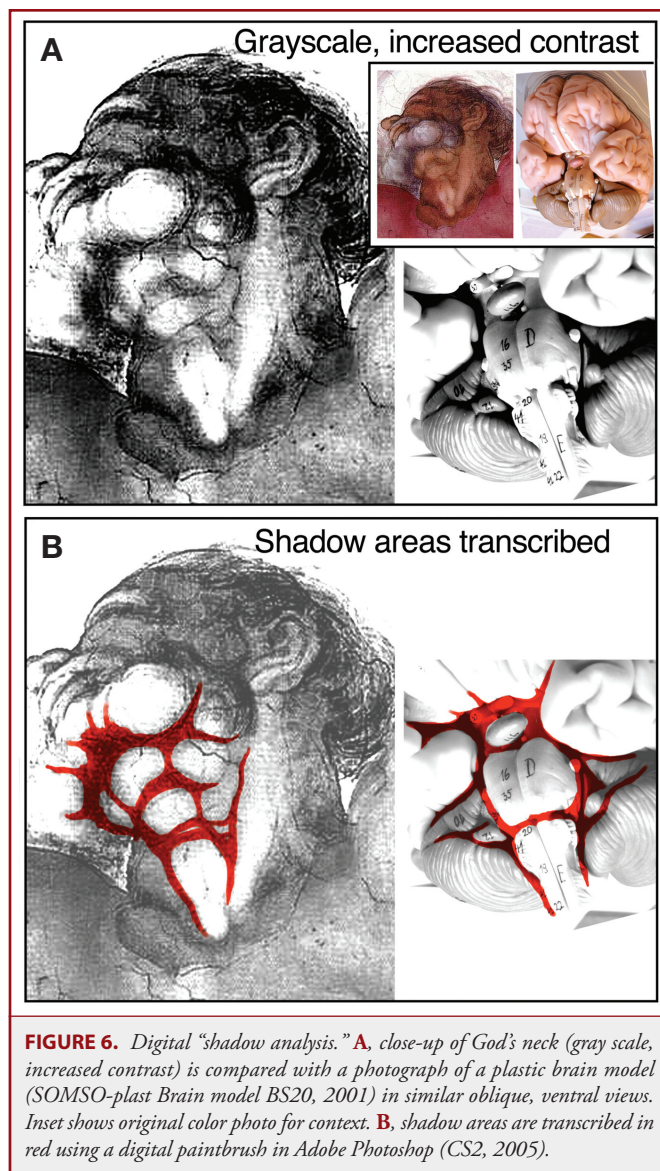 A
Grayscale, increased contrast
16
D
35
20
19
E
22
B
Shadow areas transcribed
16
D
35
20
19
E
22
FIGURE 6. Digital “shadow analysis.” A, close-up of God’s neck (gray scale,
increased contrast) is compared with a photograph of a plastic brain model
(SOMSO-plast Brain model BS20, 2001) in similar oblique, ventral views.
Inset shows original color photo for context. B, shadow areas are transcribed in
red using a digital paintbrush in Adobe Photoshop (CS2, 2005).